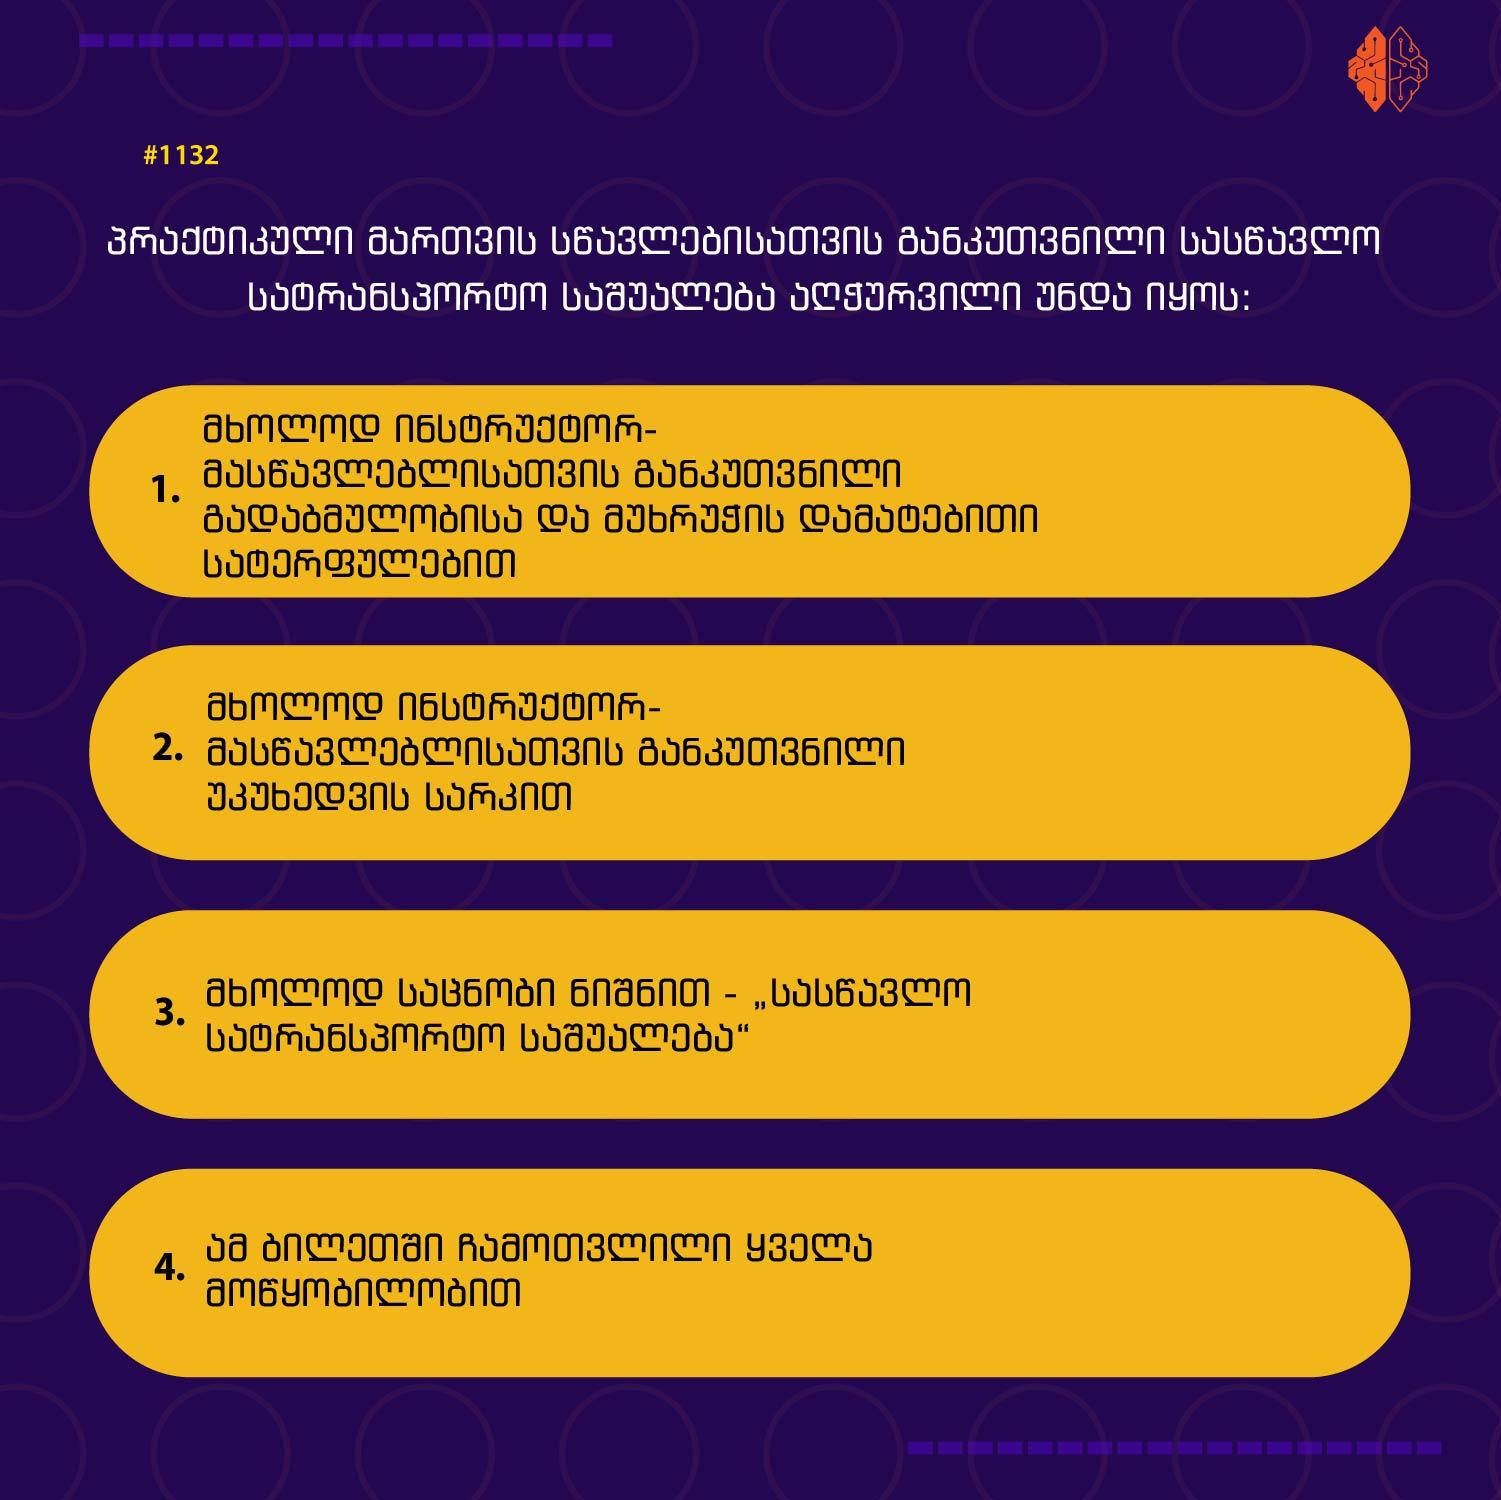 #1132
პრაქტიკული მართვის სწავლებისათვის განკუთვნილი სასწავლო
სატრანსპორტო საშუალება აღჭურვილი უნდა იყოს:
მხოლოდ ინსტრუქტორ-
1. მასწავლებლისათვის განკუთვნილი
გადაბმულობისა და მუხრუჭის დამატებითი
სატერფულებით
მხოლოდ ინსტრუქტორ-
2. მასწავლებლისათვის განკუთვნილი
უკუხედვის სარკით
3. მხოლოდ საცნობი ნიშნით - „სასწავლო
სატრანსპორტო საშუალება“
4. ამ ბილეთში ჩამოთვლილი ყველა
მოწყობილობით